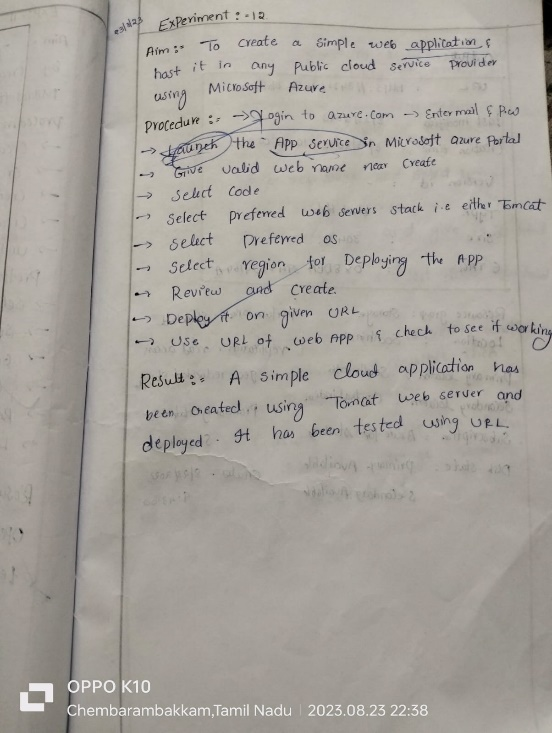 Experiment :- 12
Aim :- To create a simple web application &
host it in any public cloud service provider
using Microsoft Azure
Procedure :- → Login to azure.com → Enter mail & pw
→ Launch the App service in Microsoft azure Portal
→ Give valid web name near Create
→ Select Code
→ Select preferred web servers stack i.e either Tomcat
→ Select Preferred os
→ Select region for Deploying the APP
→ Review and Create.
→ Deploy it on given URL
→ Use URL of web APP & check to see if working
Result :- A simple cloud application has
been created using Tomcat web server and
deployed. It has been tested using URL
OPPO K10
Chembarambakkam,Tamil Nadu | 2023.08.23 22:38